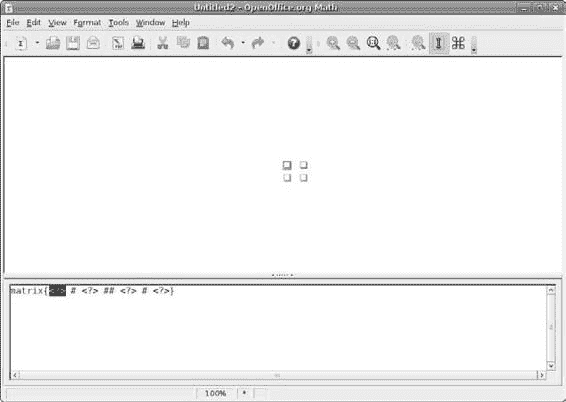 Untitled2 - OpenOffice.org Math
File Edit View Format Tools Window Help
matrix{<?> # <?> ## <?> # <?>}
100% *